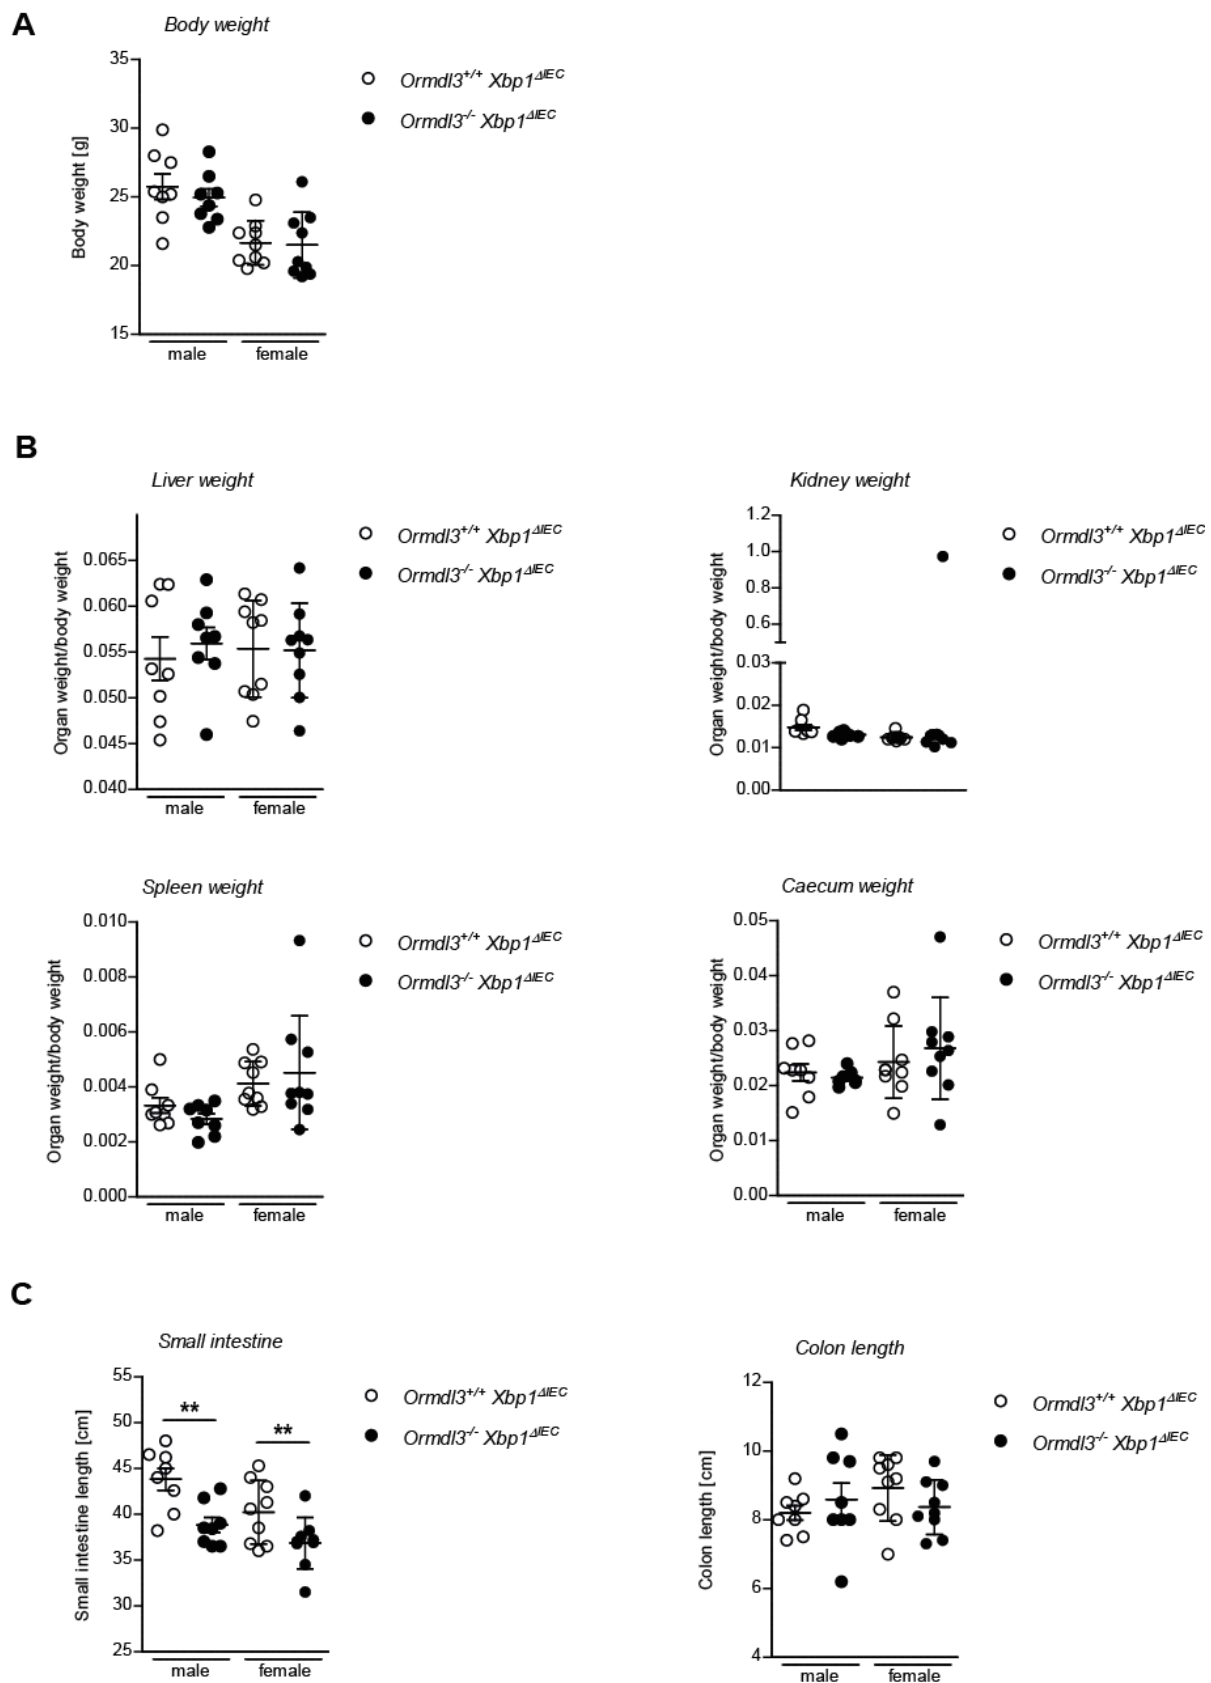 A
Body weight
35
30
25
20
15
Body weight [g]
male
female
Ormdl3+/+ Xbp1ΔIEC
Ormdl3-/- Xbp1ΔIEC
B
Liver weight
0.065
0.060
0.055
0.050
0.045
0.040
Organ weight/body weight
male
female
Ormdl3+/+ Xbp1ΔIEC
Ormdl3-/- Xbp1ΔIEC
Kidney weight
1.2
1.0
0.8
0.6
0.03
0.02
0.01
0.00
Organ weight/body weight
Ormdl3+/+ Xbp1ΔIEC
Ormdl3-/- Xbp1ΔIEC
Spleen weight
0.010
0.008
0.006
0.004
0.002
0.000
Organ weight/body weight
male
female
Ormdl3+/+ Xbp1ΔIEC
Ormdl3-/- Xbp1ΔIEC
Caecum weight
0.05
0.04
0.03
0.02
0.01
0.00
Organ weight/body weight
male
female
Ormdl3+/+ Xbp1ΔIEC
Ormdl3-/- Xbp1ΔIEC
C
Small intestine
55
50
45
40
35
30
25
Small intestine length [cm]
**
**
male
female
Ormdl3+/+ Xbp1ΔIEC
Ormdl3-/- Xbp1ΔIEC
Colon length
12
10
8
6
4
Colon length [cm]
male
female
Ormdl3+/+ Xbp1ΔIEC
Ormdl3-/- Xbp1ΔIEC